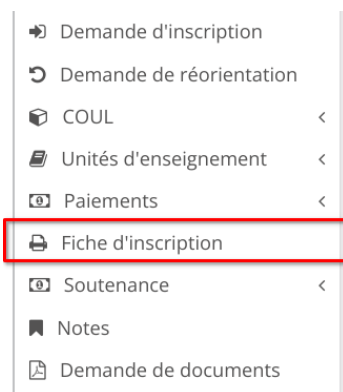 Demande d'inscription
Demande de réorientation
COUL
Unités d'enseignement
Paiements
Fiche d'inscription
Soutenance
Notes
Demande de documents